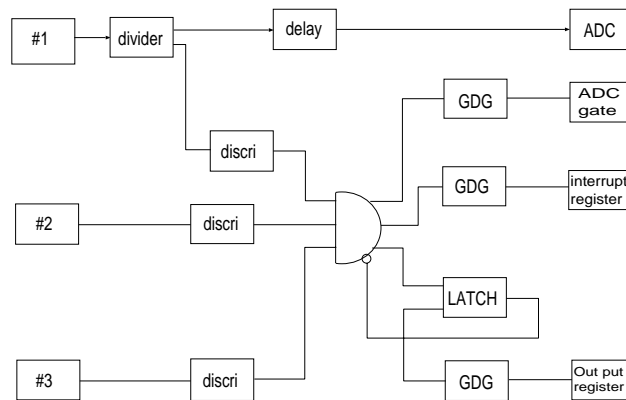 #1
divider
delay
ADC
GDG
ADC
gate
discri
GDG
interrupt
register
#2
discri
LATCH
#3
discri
GDG
Out put
register